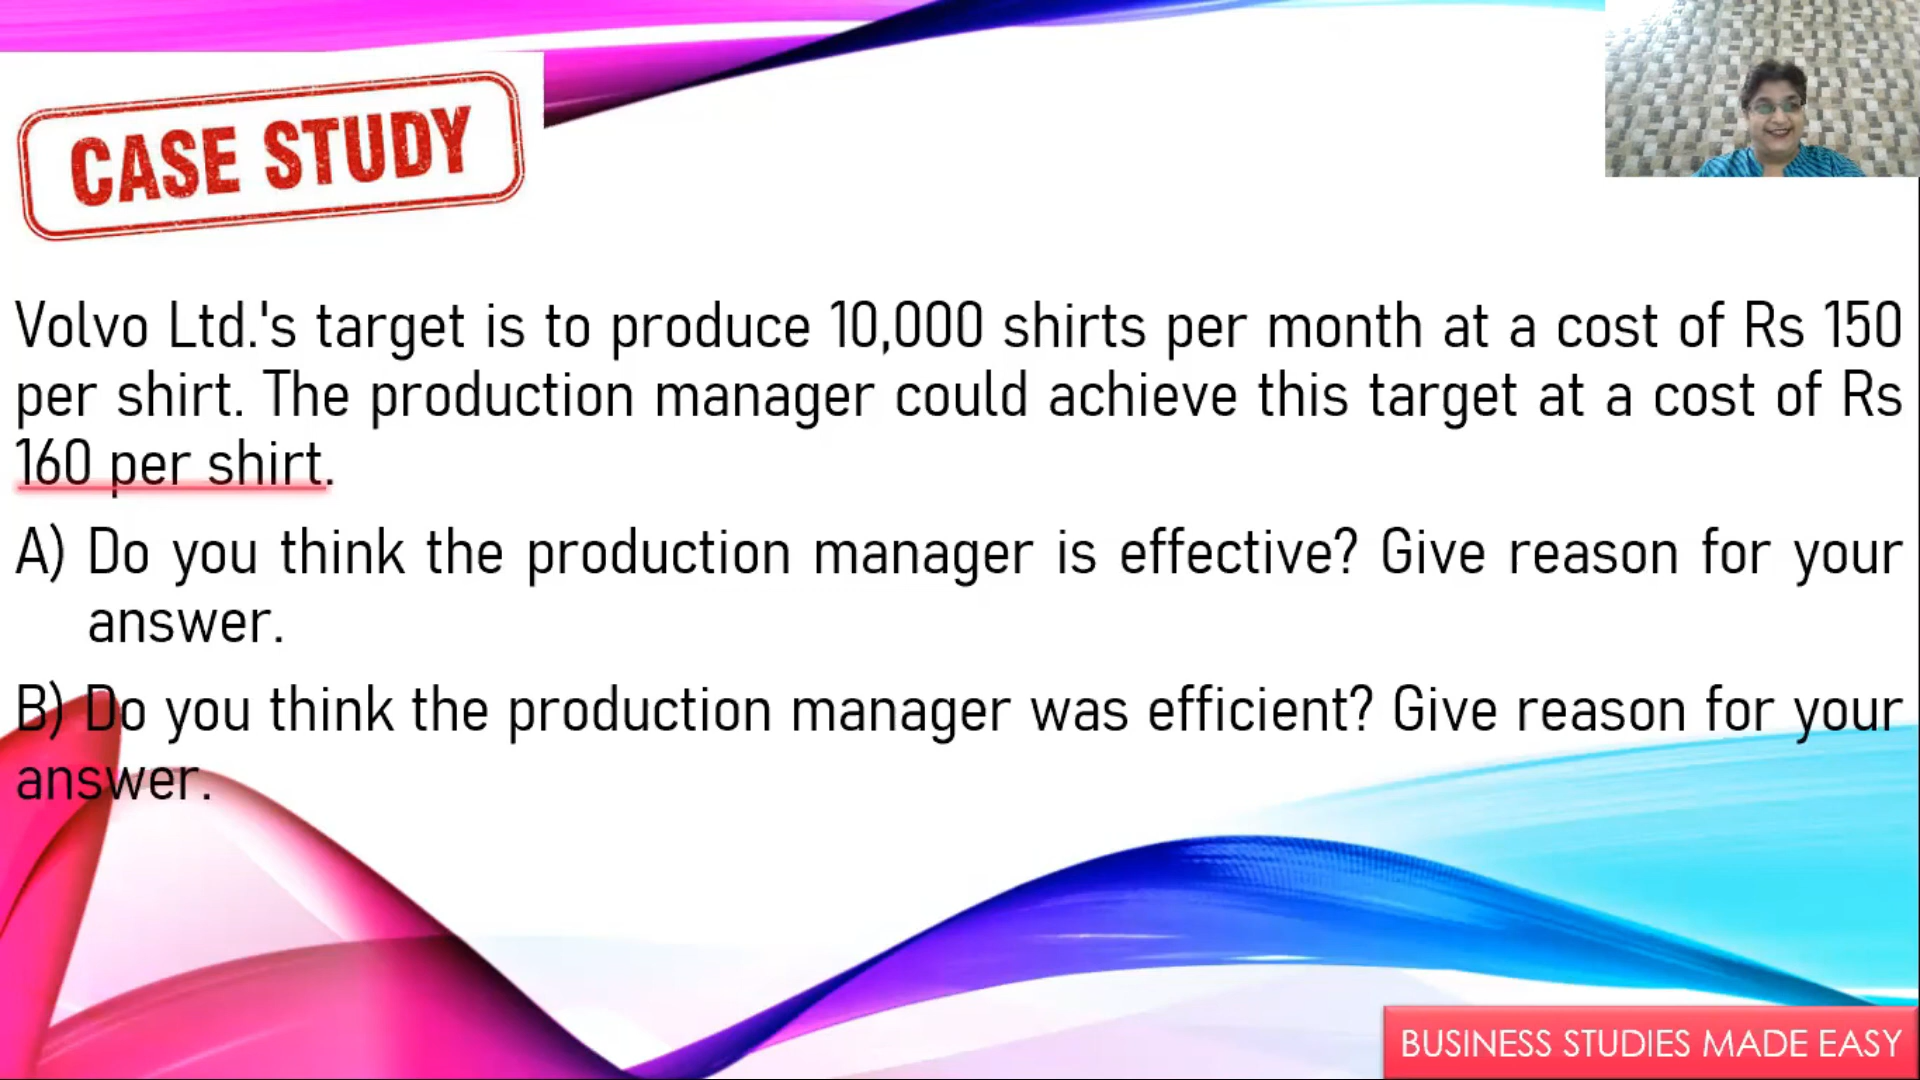 CASE STUDY
Volvo Ltd.'s target is to produce 10,000 shirts per month at a cost of Rs 150
per shirt. The production manager could achieve this target at a cost of Rs
160 per shirt.
A) Do you think the production manager is effective? Give reason for your
answer.
B) Do you think the production manager was efficient? Give reason for your
answer.
BUSINESS STUDIES MADE EASY